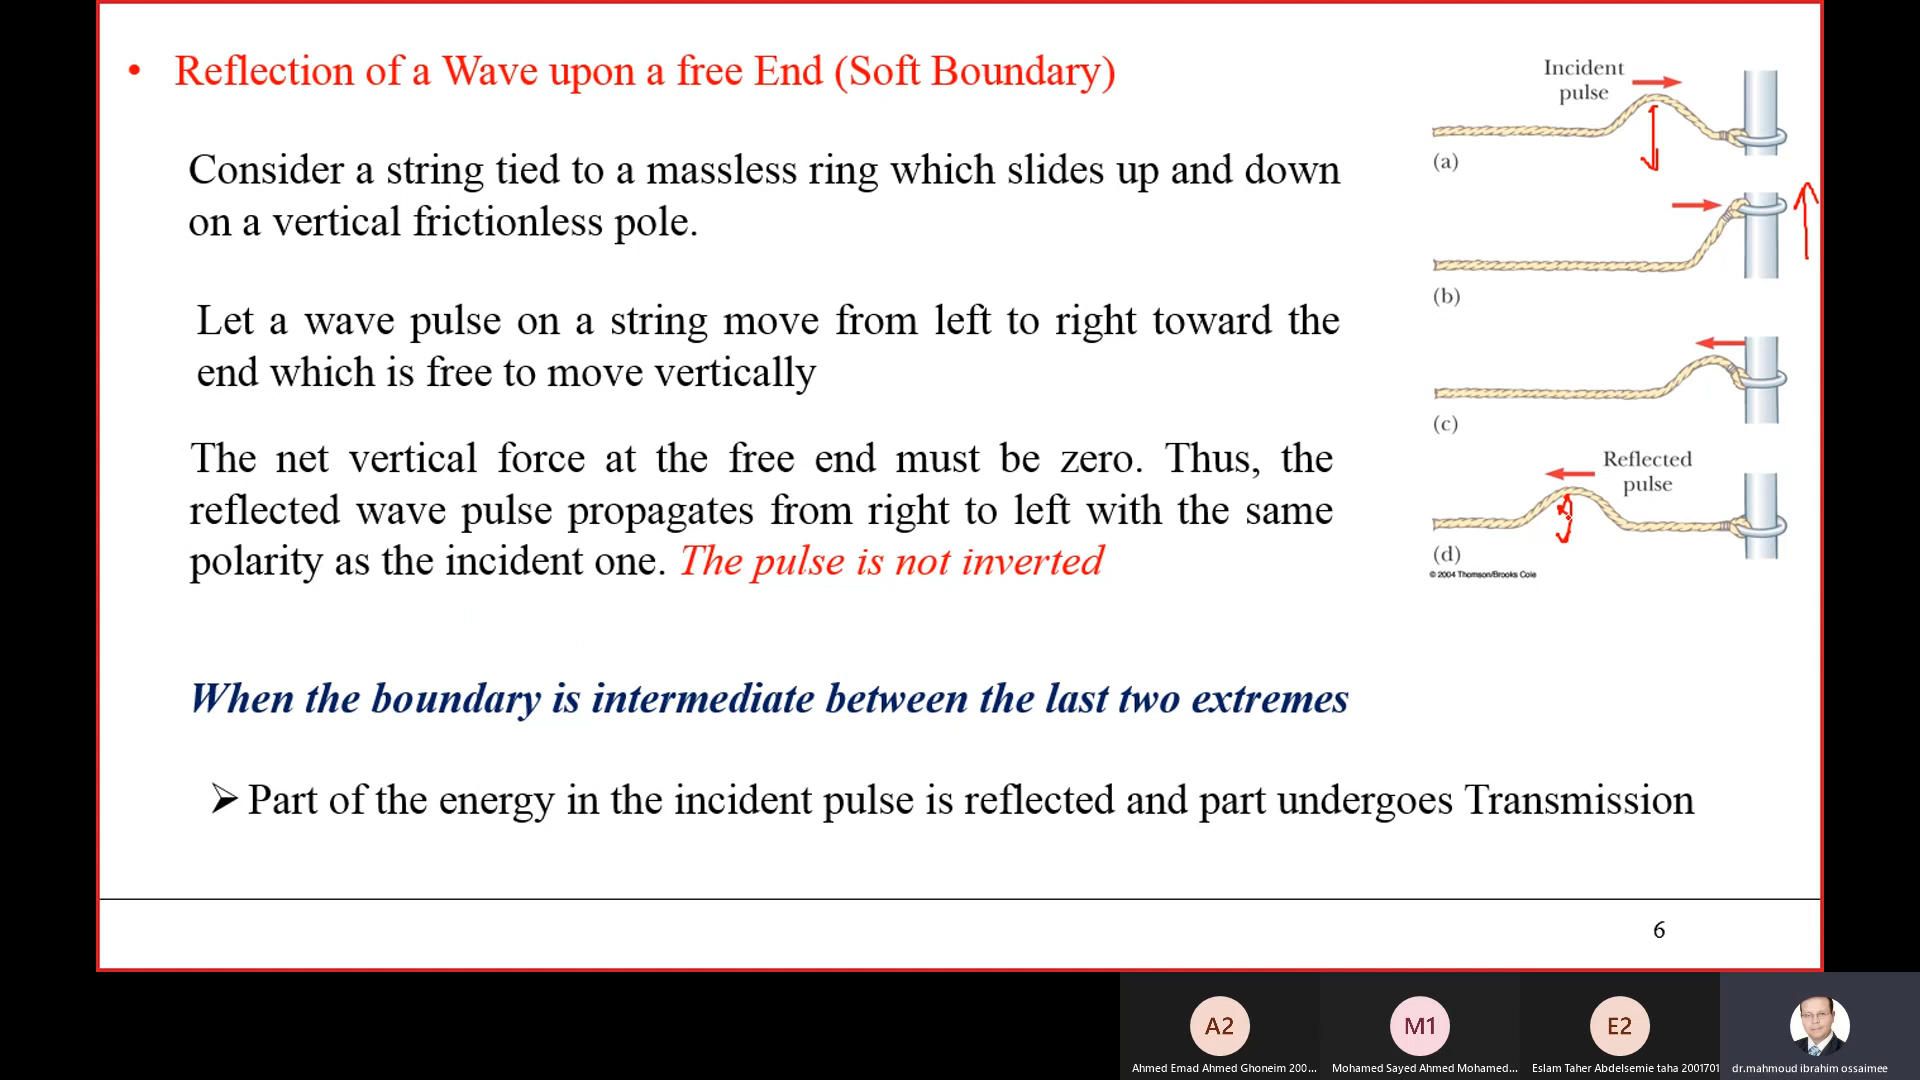 • Reflection of a Wave upon a free End (Soft Boundary)
Consider a string tied to a massless ring which slides up and down
on a vertical frictionless pole.
Let a wave pulse on a string move from left to right toward the
end which is free to move vertically
The net vertical force at the free end must be zero. Thus, the
reflected wave pulse propagates from right to left with the same
polarity as the incident one. The pulse is not inverted
When the boundary is intermediate between the last two extremes
➢ Part of the energy in the incident pulse is reflected and part undergoes Transmission
Incident
pulse
(a)
(b)
(c)
Reflected
pulse
(d)
© 2004 Thomson/Brooks Cole
6
A2
Ahmed Emad Ahmed Ghoneim 200...
M1
Mohamed Sayed Ahmed Mohamed...
E2
Eslam Taher Abdelsemie taha 2001701
dr.mahmoud ibrahim ossaimee